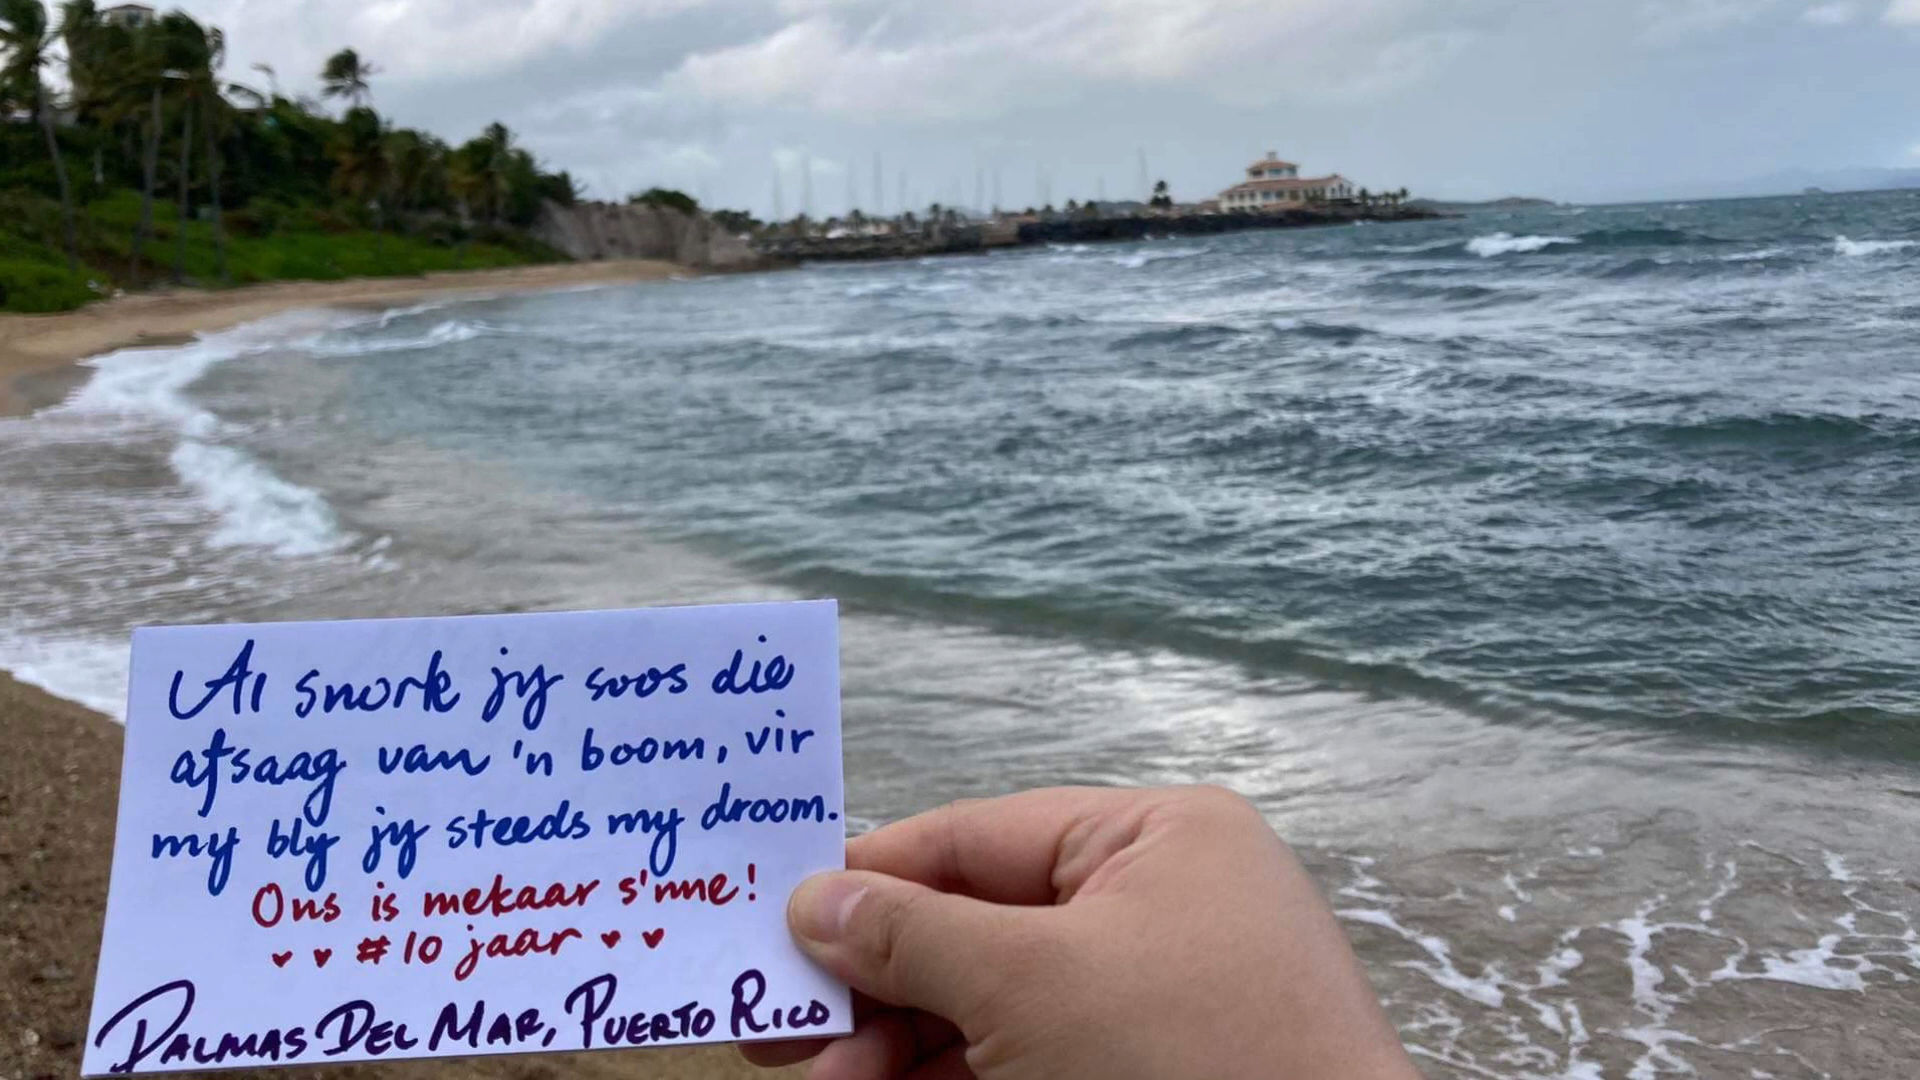 Al snork jy soos die
afsaag van 'n boom, vir
my bly jy steeds my droom.
Ons is mekaar s'nne!
♥ ♥ #10 jaar ♥ ♥
PALMAS DEL MAR, PUERTO RICO